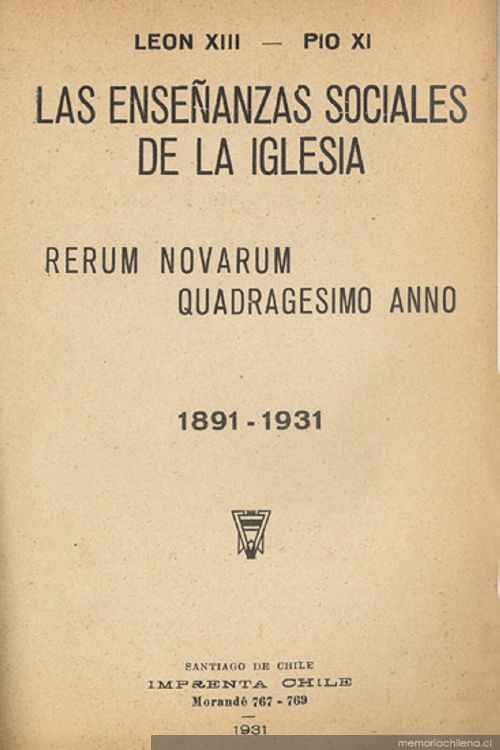 LEON XIII — PIO XI
LAS ENSEÑANZAS SOCIALES
DE LA IGLESIA
RERUM NOVARUM
QUADRAGESIMO ANNO
1891 - 1931
SANTIAGO DE CHILE
IMPRENTA CHILE
Morandé 767 - 769
1931
memoriachilena.cl